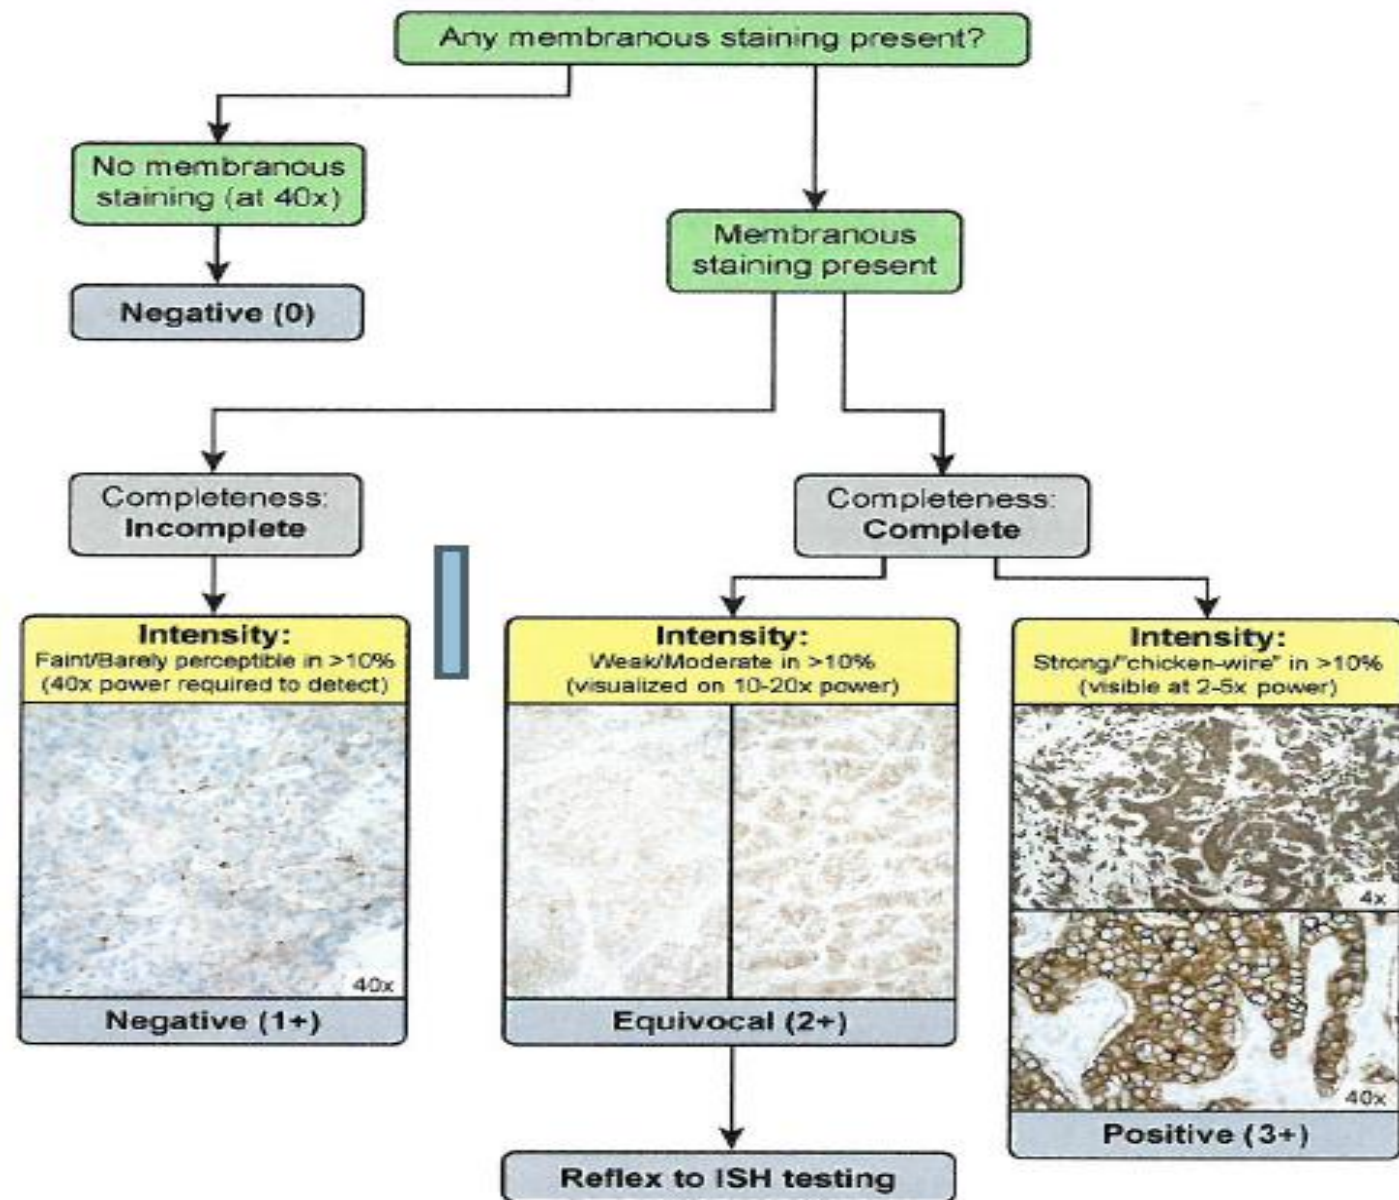 Any membranous staining present?
No membranous
staining (at 40x)
Membranous
staining present
Negative (0)
Completeness:
Incomplete
Completeness:
Complete
Intensity:
Faint/Barely perceptible in >10%
(40x power required to detect)
40x
Negative (1+)
Intensity:
Weak/Moderate in >10%
(visualized on 10-20x power)
Equivocal (2+)
Reflex to ISH testing
Intensity:
Strong/"chicken-wire" in >10%
(visible at 2-5x power)
4x
40x
Positive (3+)